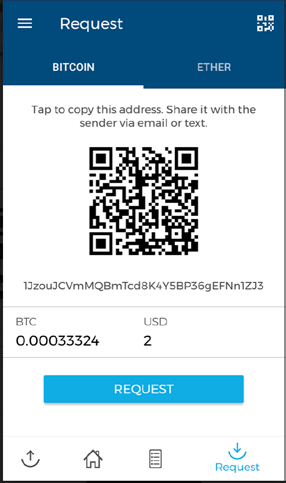 Request
BITCOIN
ETHER
Tap to copy this address. Share it with the
sender via email or text.
1JzouJCVmMQBmTcd8K4Y5BP36gEFNn1ZJ3
BTC
USD
0.00033324
2
REQUEST
Request